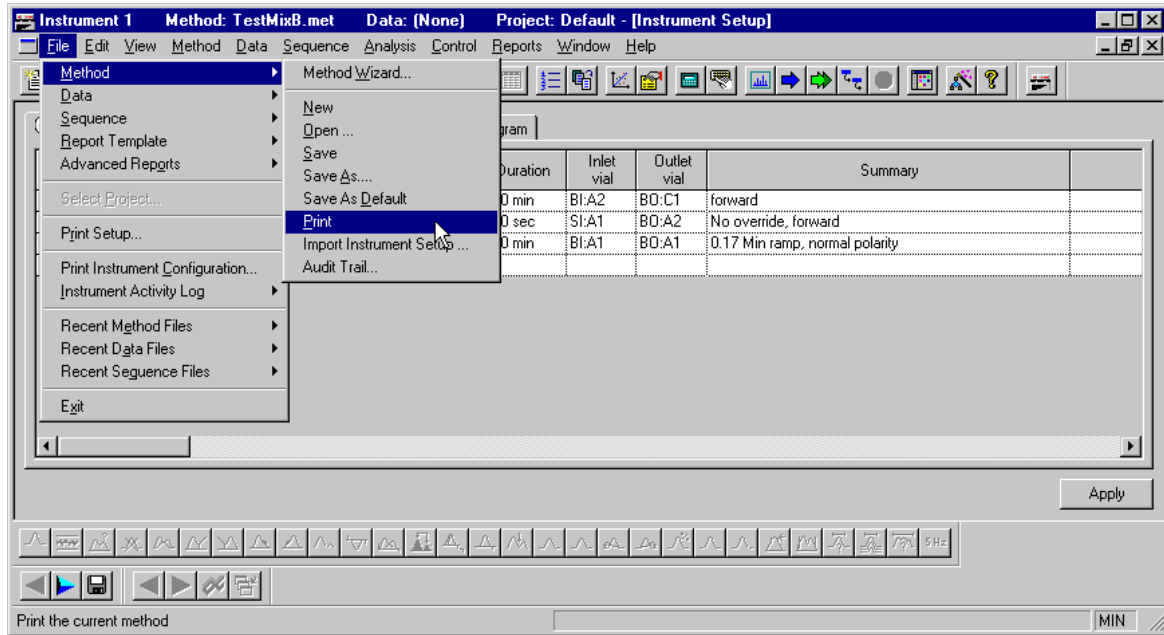 Instrument 1 Method: TestMixB.met Data: (None) Project: Default - [Instrument Setup]
File Edit View Method Data Sequence Analysis Control Reports Window Help
Method
Data
Sequence
Report Template
Advanced Reports
Select Project...
Print Setup...
Print Instrument Configuration...
Instrument Activity Log
Recent Method Files
Recent Data Files
Recent Sequence Files
Exit
Method Wizard...
New
Open ...
Save
Save As....
Save As Default
Print
Import Instrument Setup ...
Audit Trail...
gram
Duration Inlet vial Outlet vial Summary
0 min BI:A2 BO:C1 forward
0 sec SI:A1 BO:A2 No override, forward
0 min BI:A1 BO:A1 0.17 Min ramp, normal polarity
Apply
5Hz
Print the current method MIN